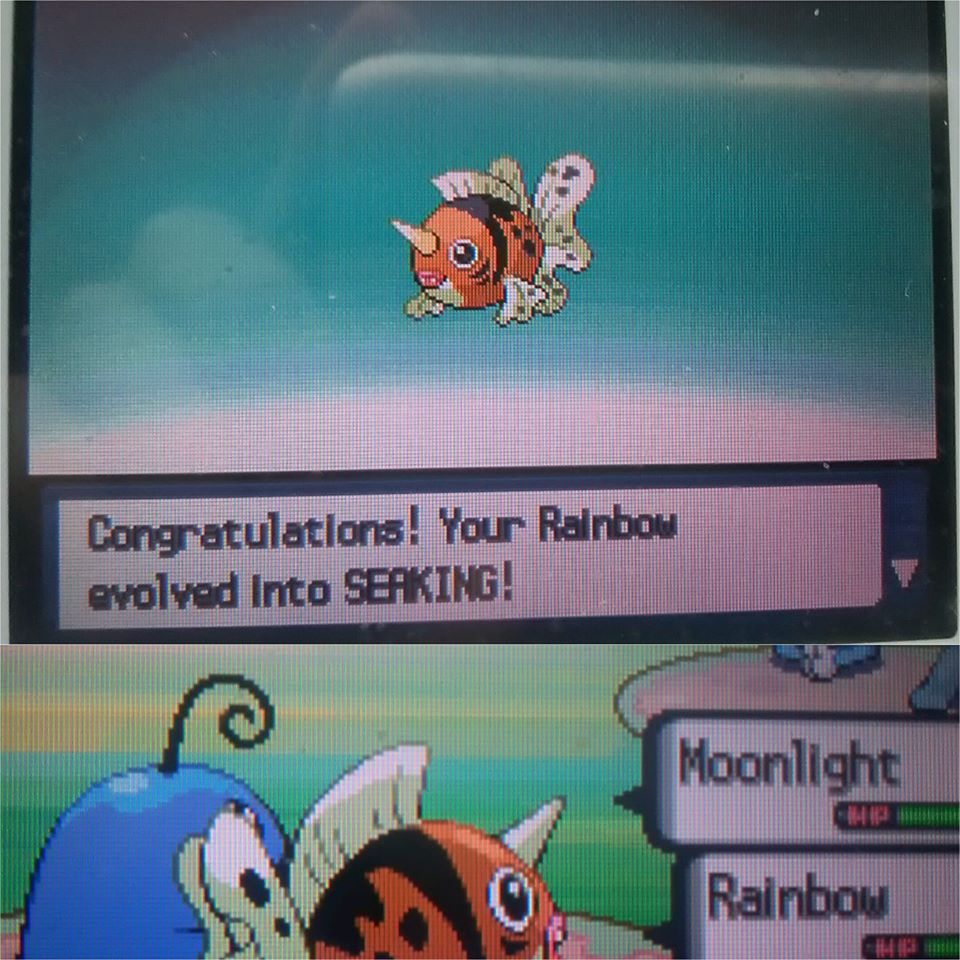 Congratulations! Your Rainbow
evolved into SEAKING!
Moonlight
HP
Rainbow
HP